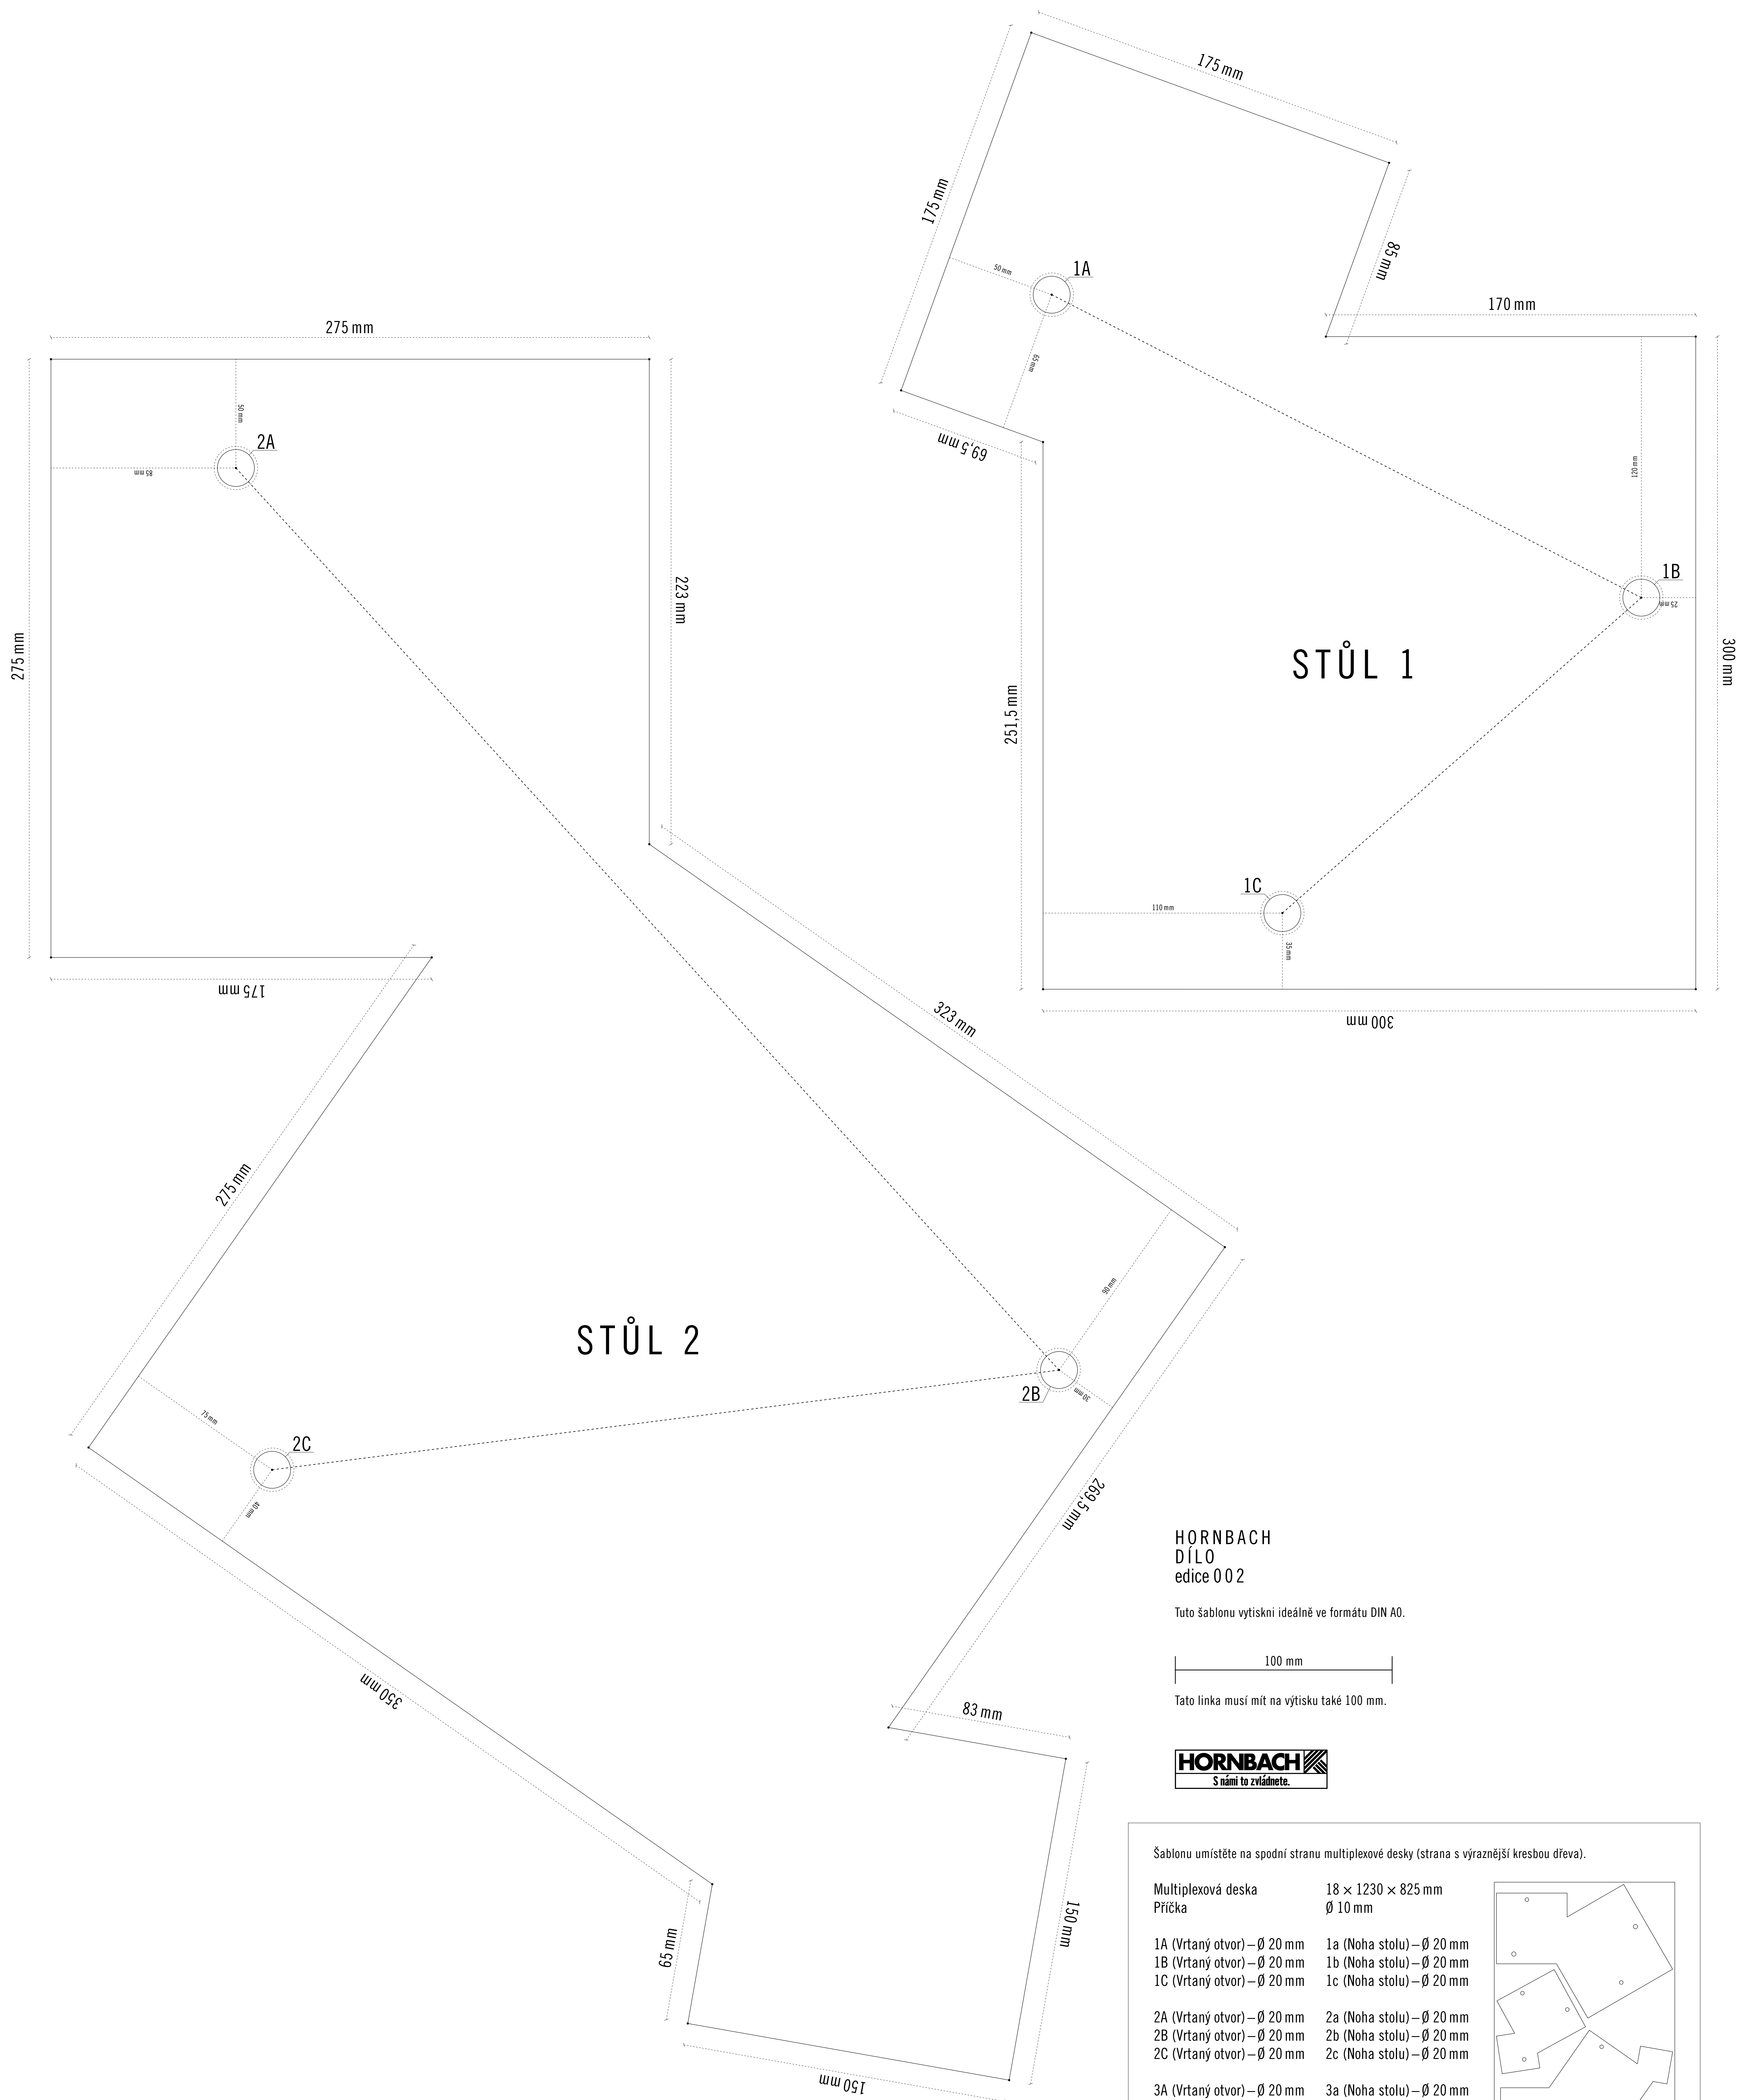 175 mm
175 mm
85 mm
50 mm
1A
65 mm
69,5 mm
170 mm
120 mm
1B
25 mm
300 mm
STŮL 1
251,5 mm
1C
110 mm
35 mm
300 mm
275 mm
50 mm
2A
85 mm
223 mm
275 mm
175 mm
323 mm
275 mm
90 mm
STŮL 2
2B
30 mm
75 mm
2C
40 mm
269,5 mm
350 mm
83 mm
150 mm
69 mm
150 mm
HORNBACH
DÍLO
edice 002
Tuto šablonu vytiskni ideálně ve formátu DIN A0.
100 mm
Tato linka musí mít na výtisku také 100 mm.
HORNBACH
S námi to zvládnete.
Šablonu umístěte na spodní stranu multiplexové desky (strana s výraznější kresbou dřeva).
Multiplexová deska 18 × 1230 × 825 mm
Příčka Ø 10 mm
1A (Vrtaný otvor) – Ø 20 mm 1a (Noha stolu) – Ø 20 mm
1B (Vrtaný otvor) – Ø 20 mm 1b (Noha stolu) – Ø 20 mm
1C (Vrtaný otvor) – Ø 20 mm 1c (Noha stolu) – Ø 20 mm
2A (Vrtaný otvor) – Ø 20 mm 2a (Noha stolu) – Ø 20 mm
2B (Vrtaný otvor) – Ø 20 mm 2b (Noha stolu) – Ø 20 mm
2C (Vrtaný otvor) – Ø 20 mm 2c (Noha stolu) – Ø 20 mm
3A (Vrtaný otvor) – Ø 20 mm 3a (Noha stolu) – Ø 20 mm